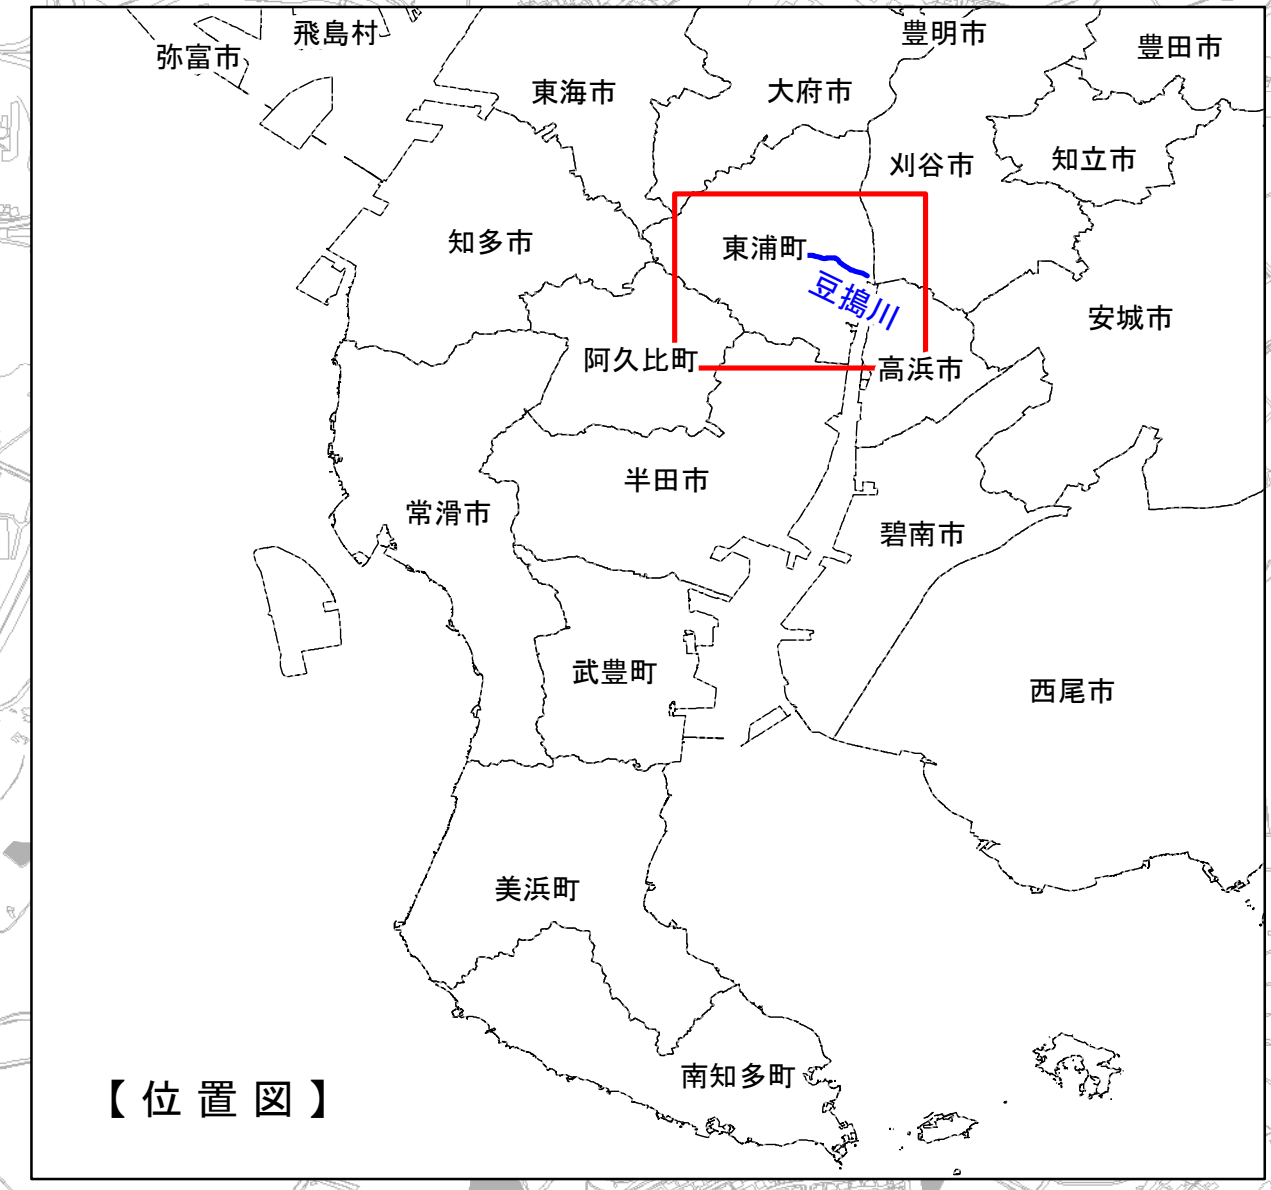 飛島村
豊明市
弥富市
豊田市
東海市
大府市
刈谷市
知立市
知多市
東浦町
豆搗川
安城市
阿久比町
高浜市
半田市
常滑市
碧南市
武豊町
西尾市
美浜町
南知多町
【位置図】